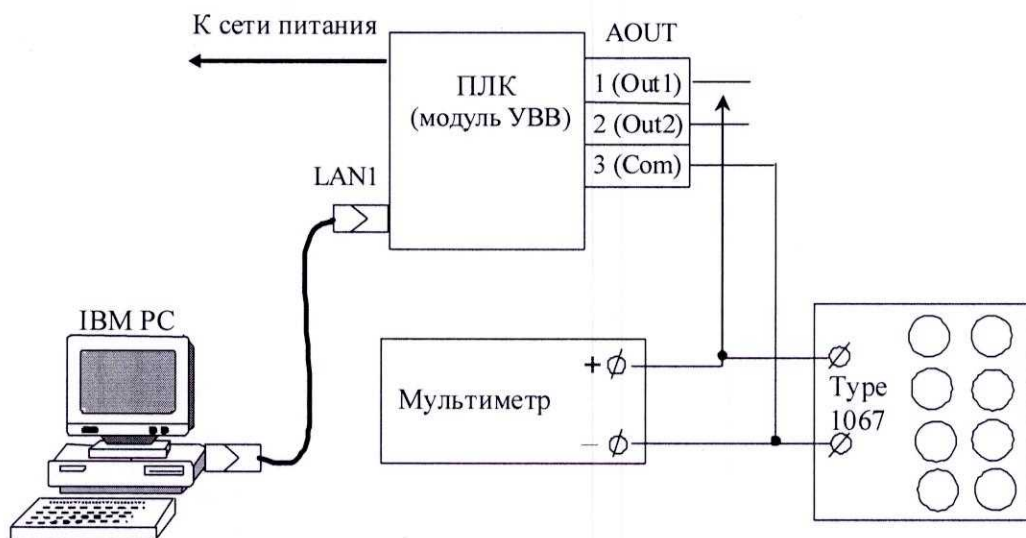 К сети питания
AOUT
ПЛК
(модуль УВВ)
1 (Out1)
2 (Out2)
3 (Com)
LAN1
IBM PC
Мультиметр
+
–
Type
1067